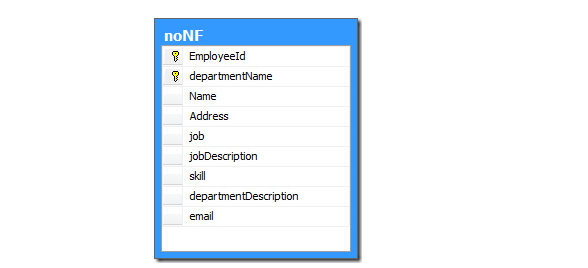 noNF
EmployeeId
departmentName
Name
Address
job
jobDescription
skill
departmentDescription
email